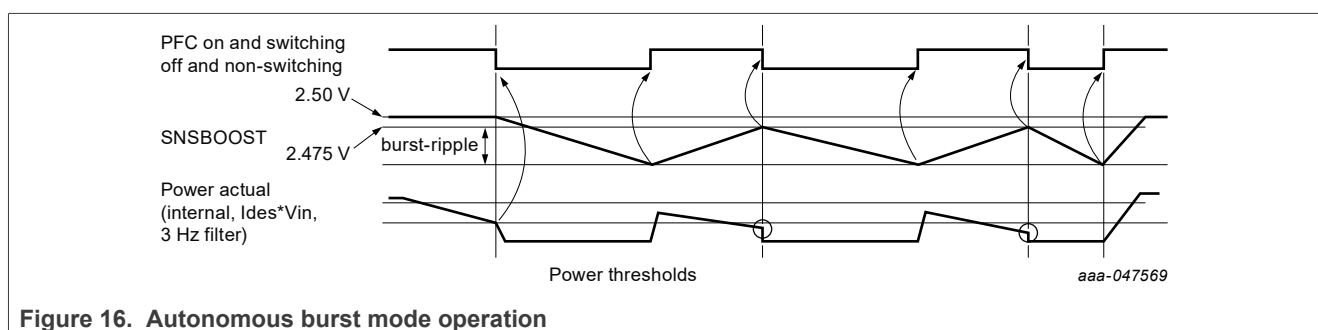 PFC on and switching
off and non-switching
2.50 V
SNSBOOST
2.475 V
burst-ripple
Power actual
(internal, Ides*Vin,
3 Hz filter)
Power thresholds
aaa-047569
Figure 16. Autonomous burst mode operation